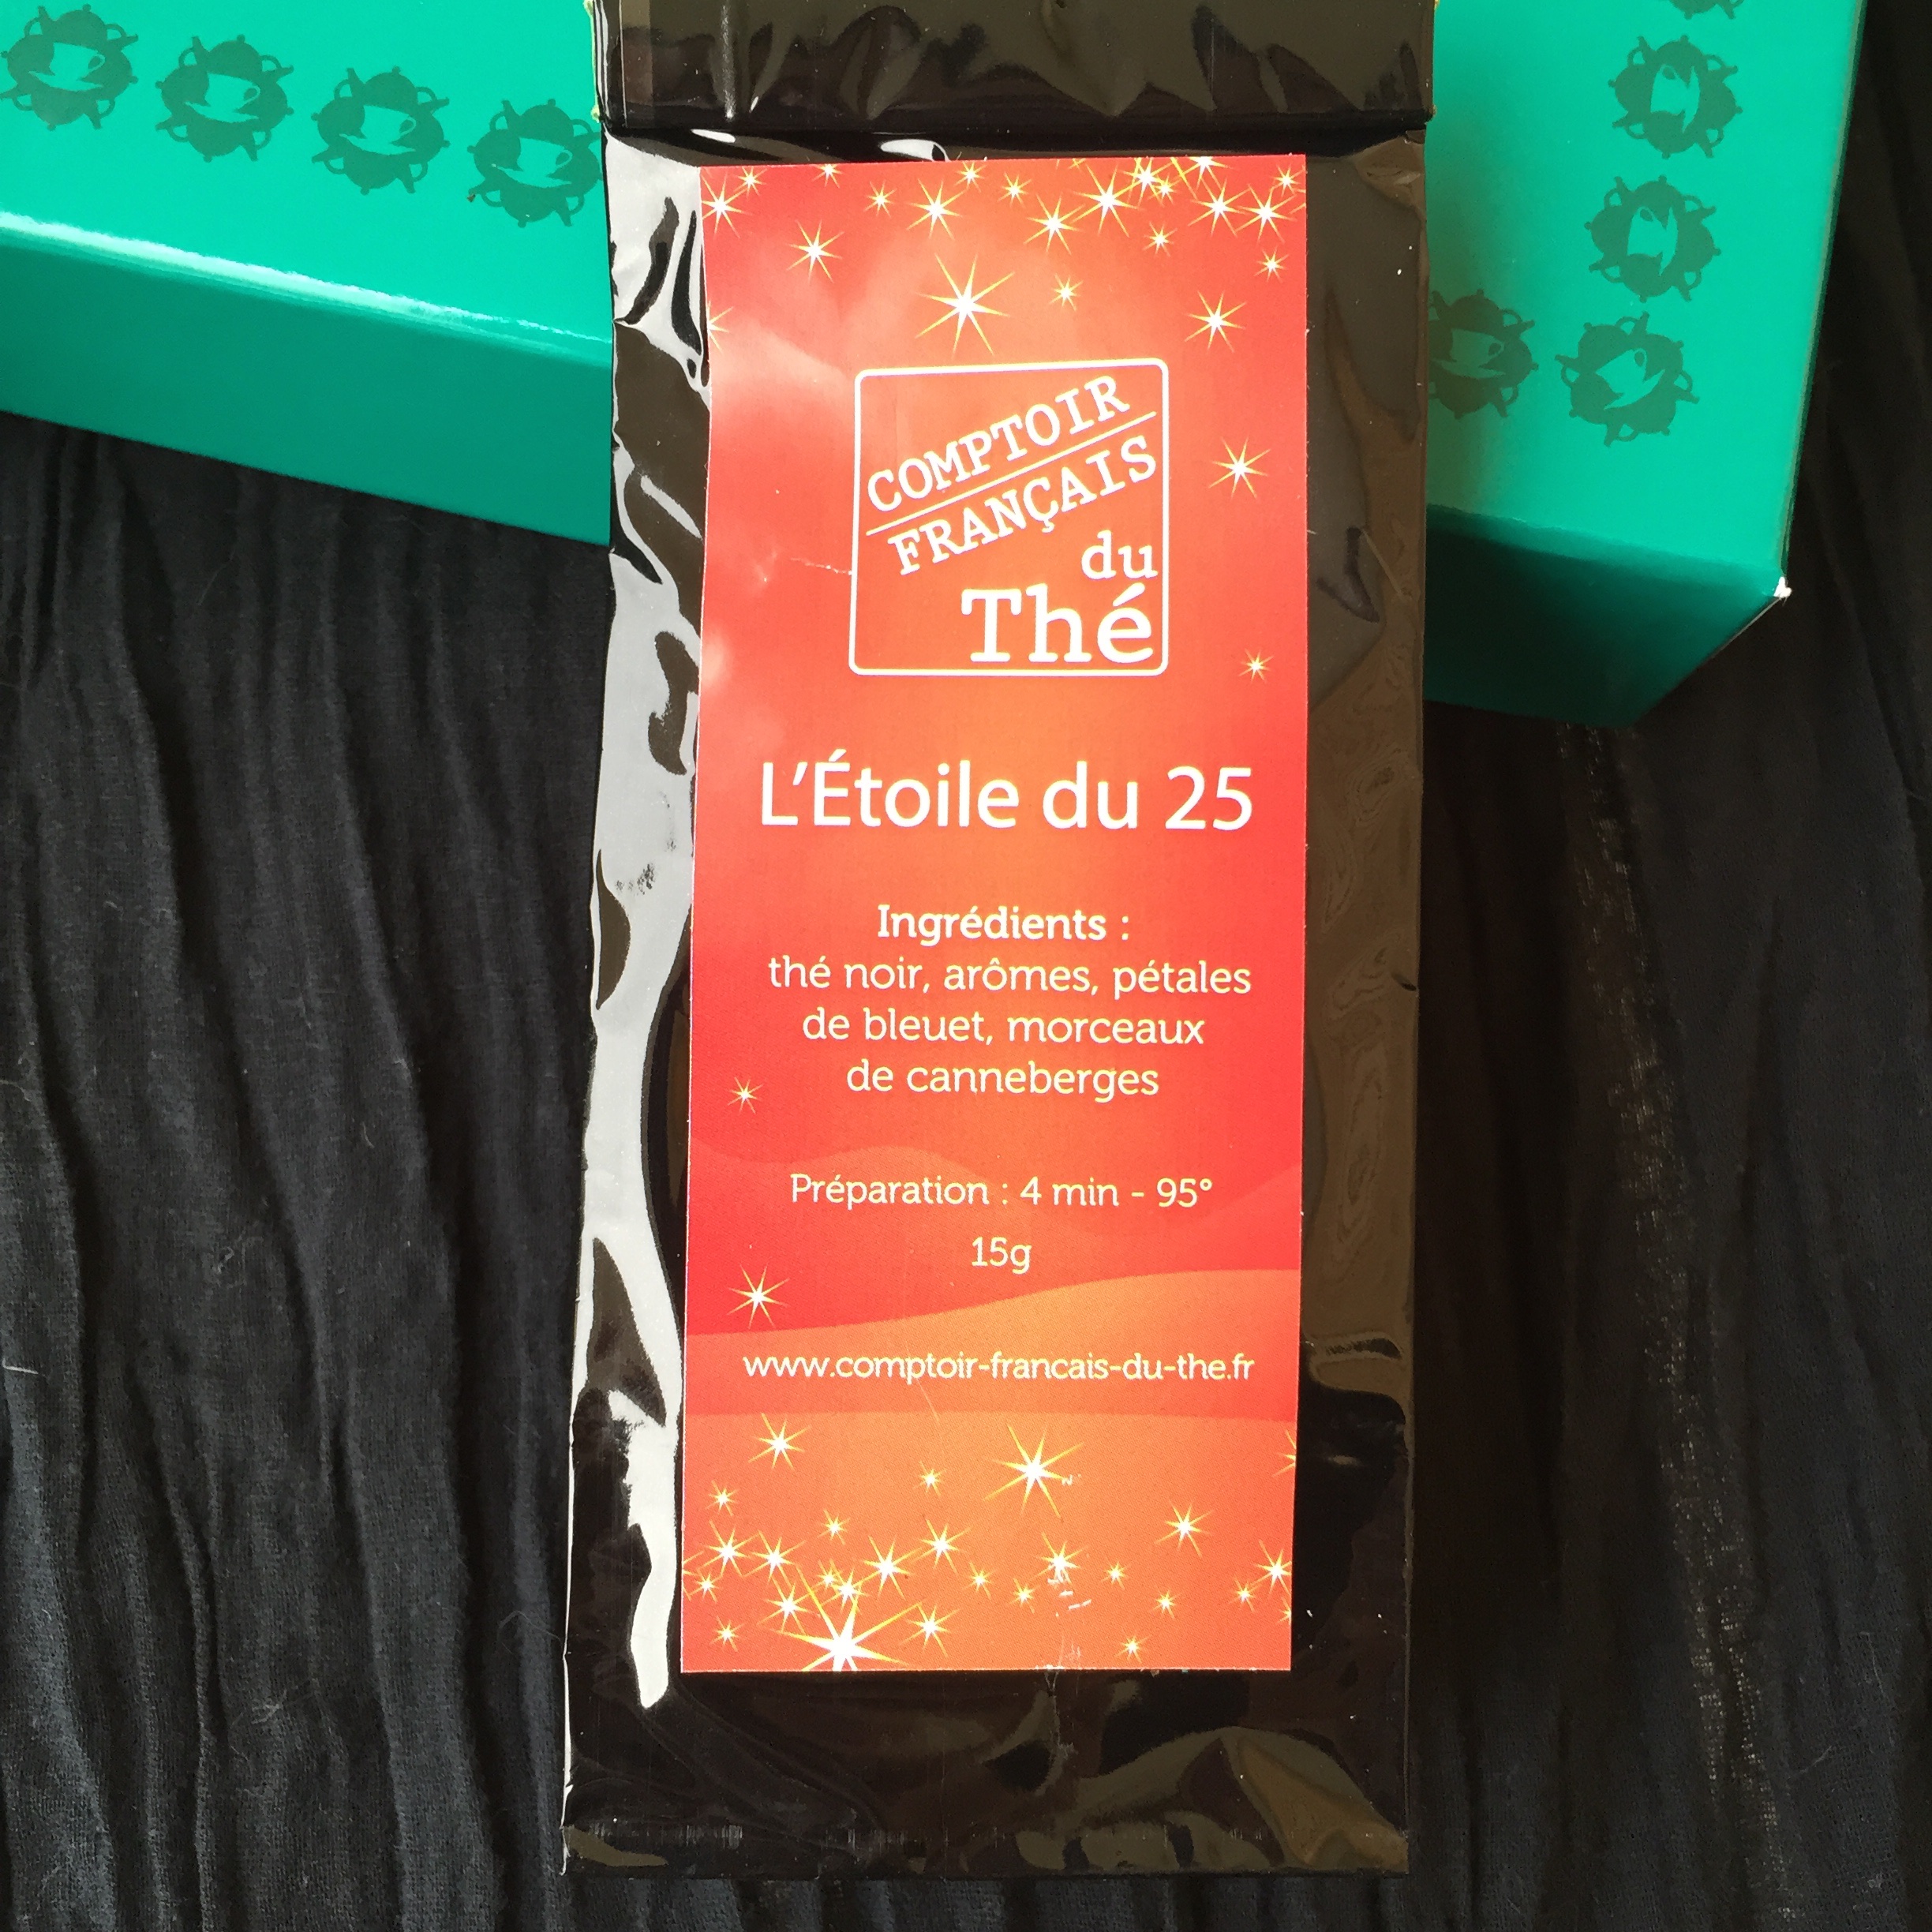 COMPTOIR
FRANÇAIS
du
Thé
L'Étoile du 25
Ingrédients :
thé noir, arômes, pétales
de bleuet, morceaux
de canneberges
Préparation : 4 min - 95°
15g
www.comptoir-francais-du-the.fr